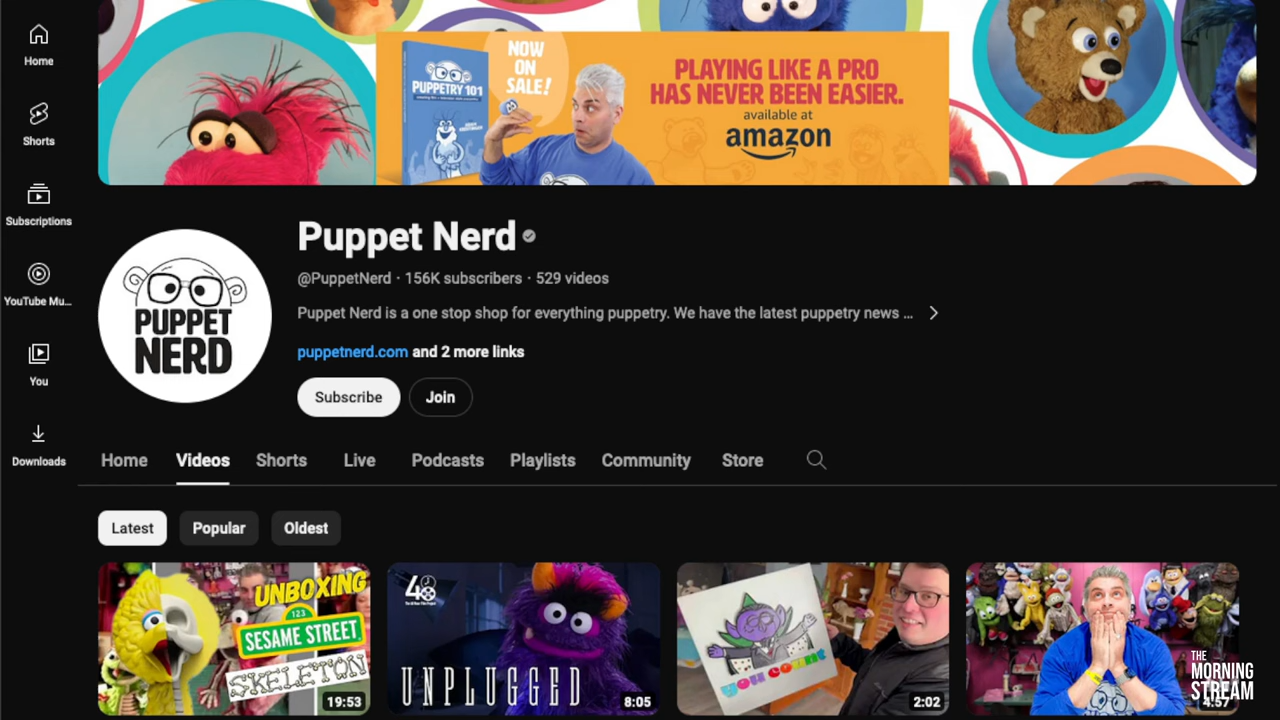 Home
Shorts
Subscriptions
YouTube Mu...
You
Downloads
NOW
ON
SALE!
PUPPETRY 101
PLAYING LIKE A PRO
HAS NEVER BEEN EASIER.
available at
amazon
PUPPET
NERD
Puppet Nerd
@PuppetNerd · 156K subscribers · 529 videos
Puppet Nerd is a one stop shop for everything puppetry. We have the latest puppetry news ...
puppetnerd.com and 2 more links
Subscribe
Join
Home
Videos
Shorts
Live
Podcasts
Playlists
Community
Store
Latest
Popular
Oldest
UNBOXING
123
SESAME STREET
SKELETON
19:53
48
UNPLUGGED
8:05
you count
2:02
THE
MORNING
STREAM
4:57